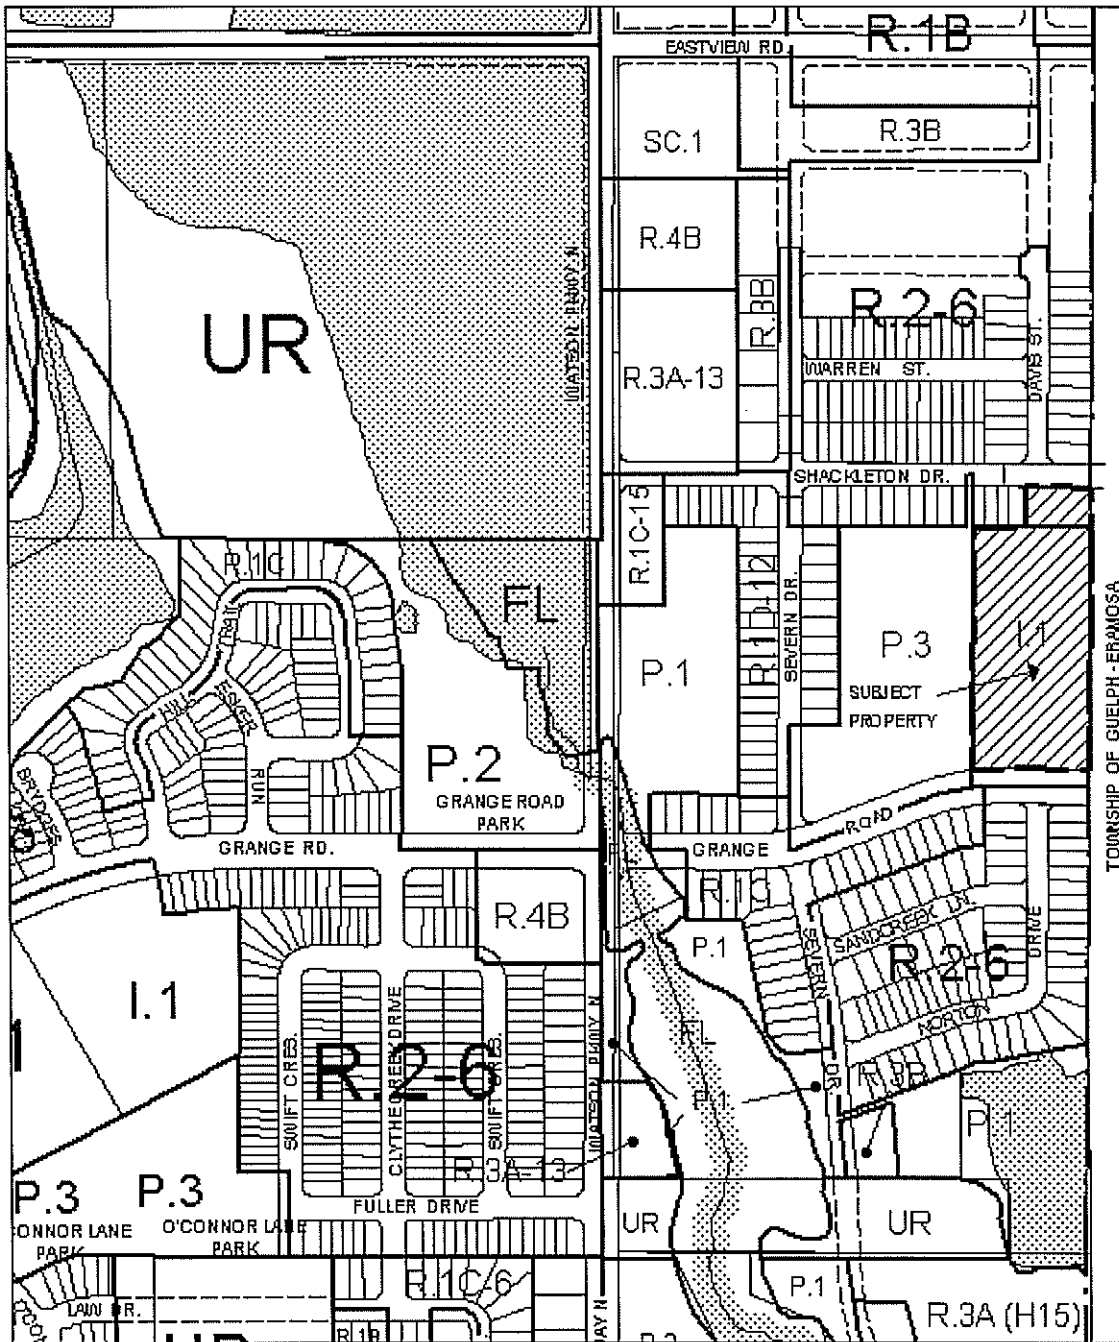 EASTVIEW RD.
R.1B
SC.1
R.3B
R.4B
WATSON PKWY N
UR
R.3B
R.2-6
R.3A-13
WARREN ST.
DAVIS ST.
SHACKLETON DR.
R.1C-15
R.1C
FL
R.1D-12
SEVERN DR.
P.1
P.3
I.1
SUBJECT
PROPERTY
TOWNSHIP OF GUELPH-ERAMOSA
HILL
TRAIL
ESKER
RUN
P.2
GRANGE ROAD
PARK
GRANGE RD.
GRANGE
ROAD
R.4B
R.1C
P.1
SEVERN
DR.
SANDCREEK LN.
R.2-6
NORTON
DRIVE
I.1
SWIFT CRES.
CLYTHE CREEK DRIVE
R.2-6
SWIFT CRES.
WATSON PKWY N
FL
P.1
R.3B
P.1
R.3A-13
P.3
P.3
CONNOR LANE
PARK
O'CONNOR LANE
PARK
FULLER DRIVE
UR
UR
R.1C-6
P.1
R.3A (H15)
LAW DR.
UR
R.1B
WAY N